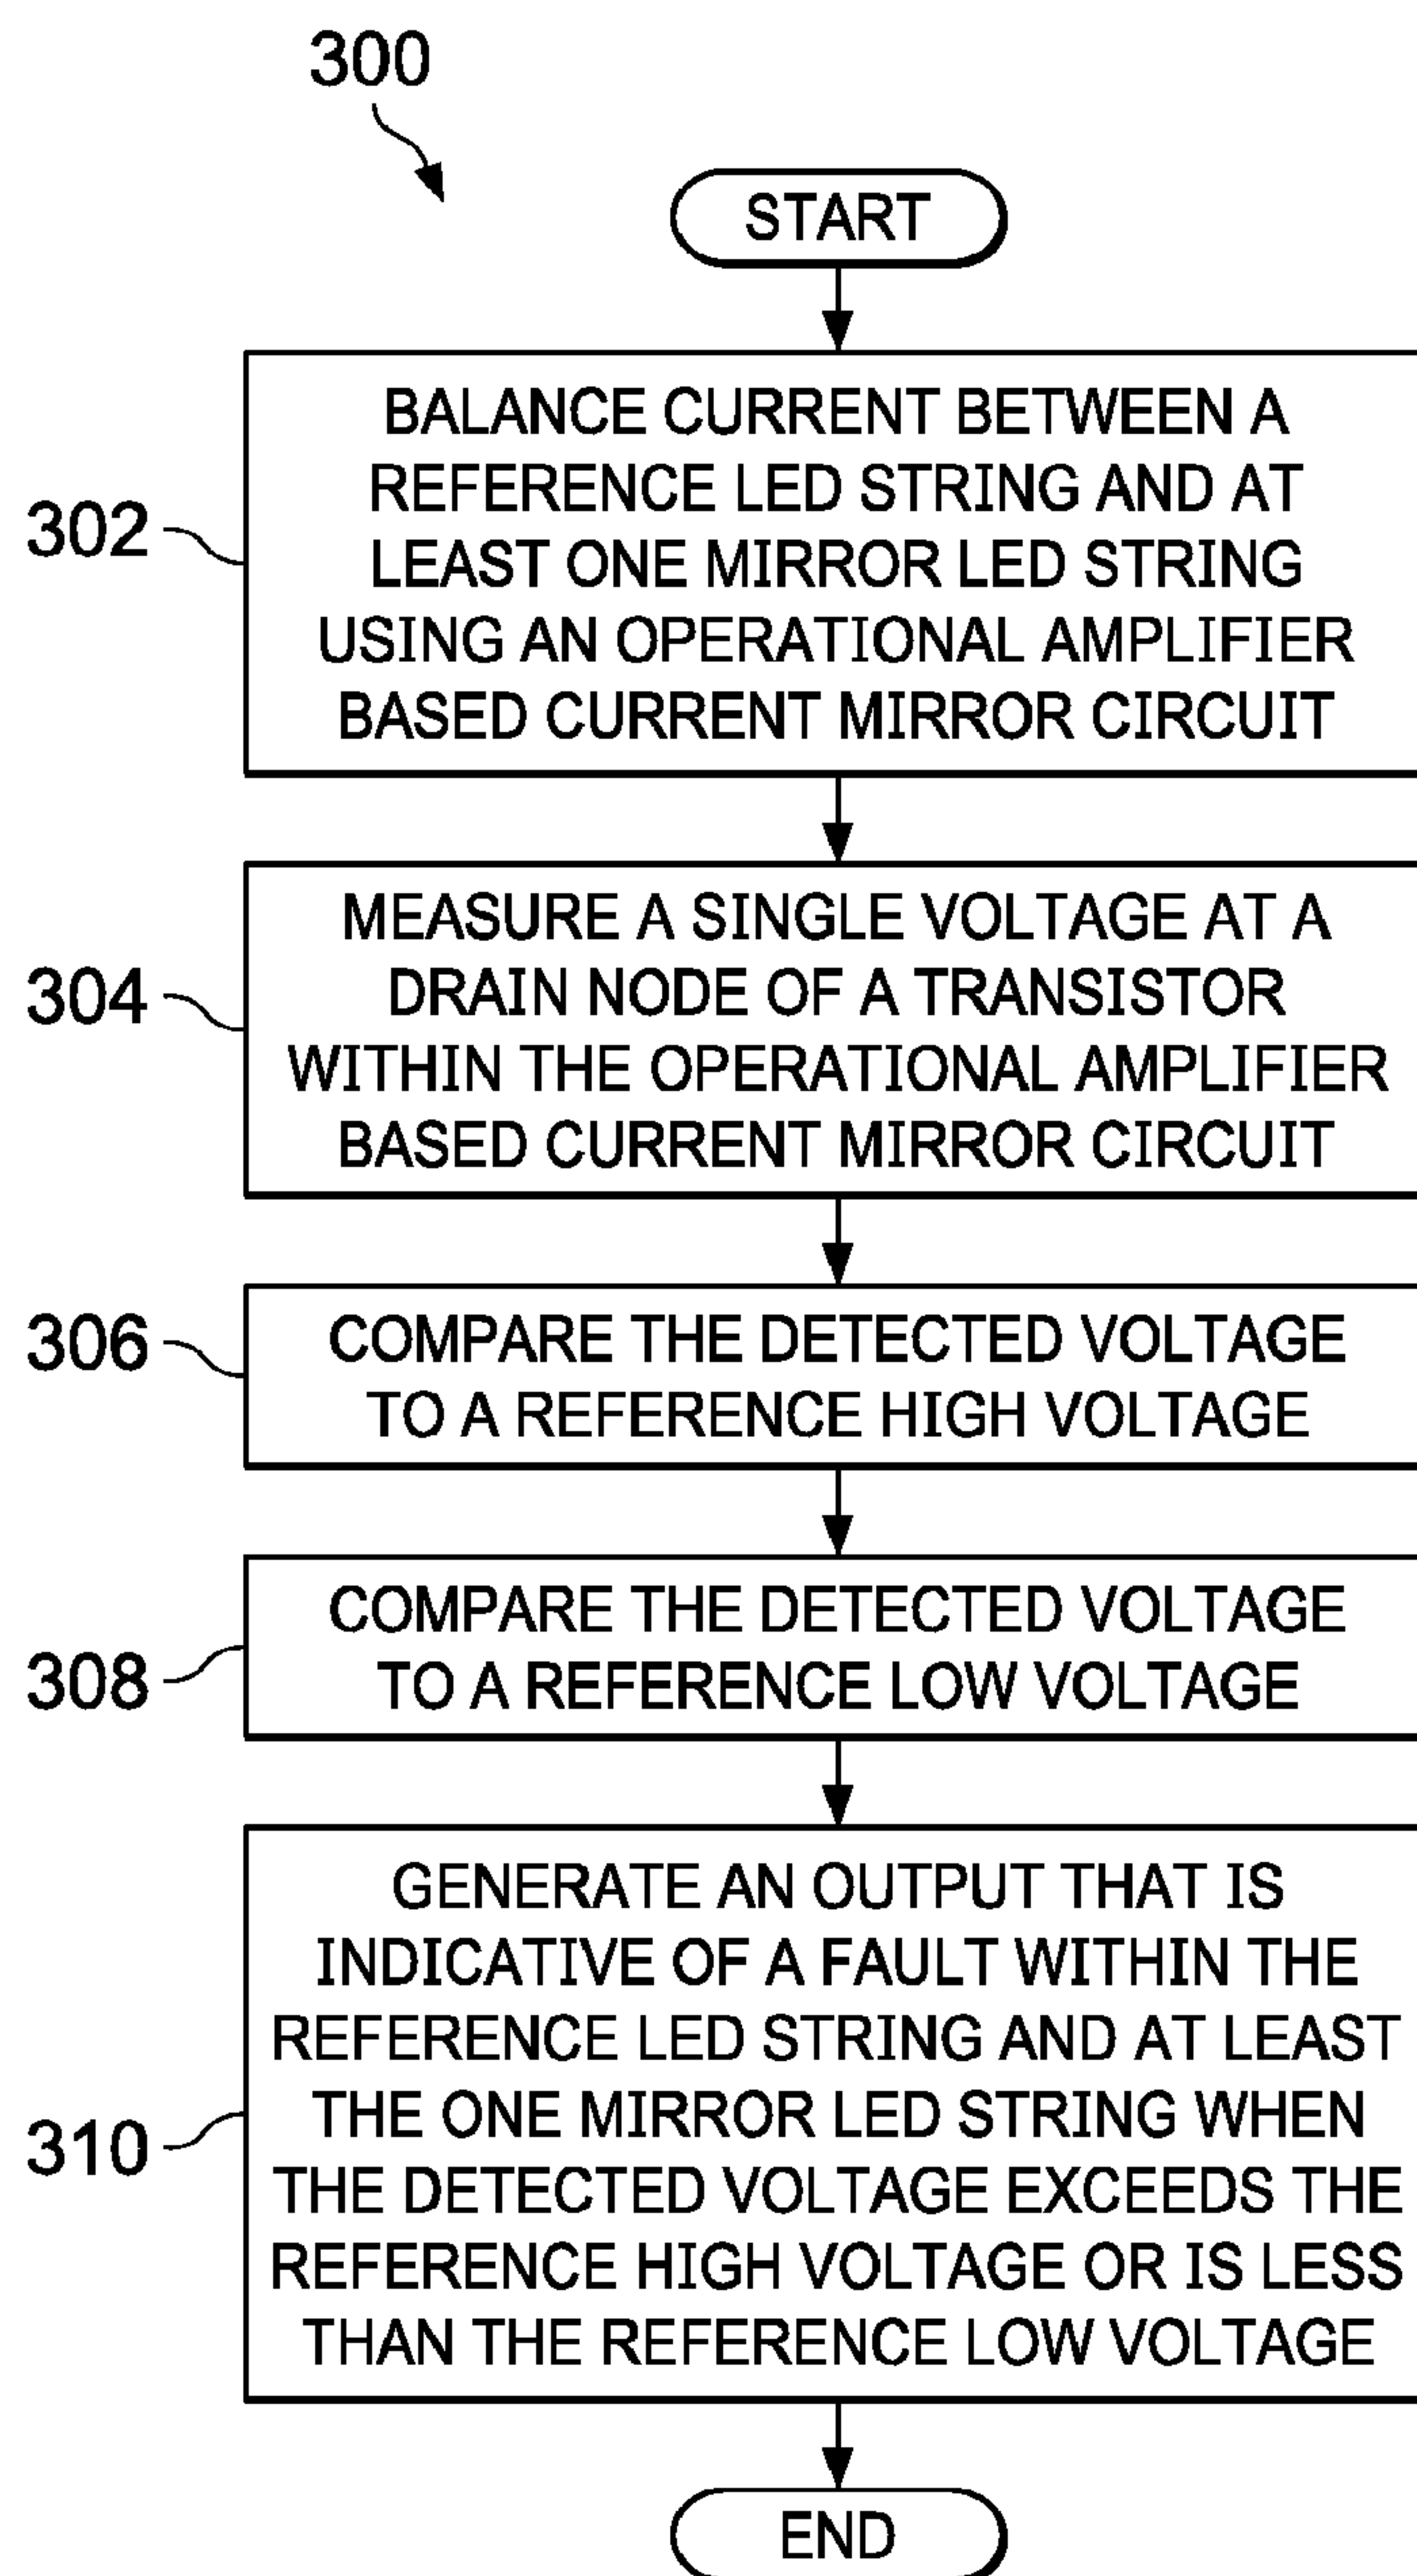 300
START
302
BALANCE CURRENT BETWEEN A
REFERENCE LED STRING AND AT
LEAST ONE MIRROR LED STRING
USING AN OPERATIONAL AMPLIFIER
BASED CURRENT MIRROR CIRCUIT
304
MEASURE A SINGLE VOLTAGE AT A
DRAIN NODE OF A TRANSISTOR
WITHIN THE OPERATIONAL AMPLIFIER
BASED CURRENT MIRROR CIRCUIT
306
COMPARE THE DETECTED VOLTAGE
TO A REFERENCE HIGH VOLTAGE
308
COMPARE THE DETECTED VOLTAGE
TO A REFERENCE LOW VOLTAGE
310
GENERATE AN OUTPUT THAT IS
INDICATIVE OF A FAULT WITHIN THE
REFERENCE LED STRING AND AT LEAST
THE ONE MIRROR LED STRING WHEN
THE DETECTED VOLTAGE EXCEEDS THE
REFERENCE HIGH VOLTAGE OR IS LESS
THAN THE REFERENCE LOW VOLTAGE
END